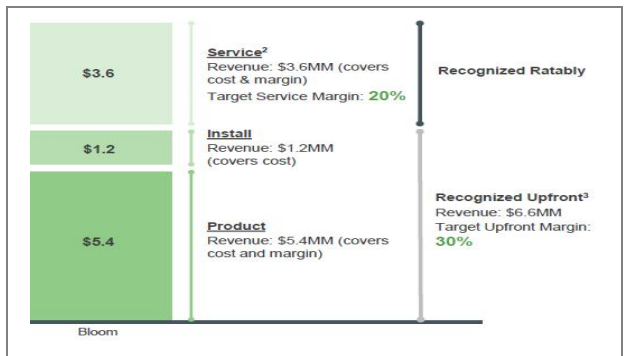 $3.6
Service²
Revenue: $3.6MM (covers
cost & margin)
Target Service Margin: 20%
Recognized Ratably
$1.2
Install
Revenue: $1.2MM
(covers cost)
$5.4
Product
Revenue: $5.4MM (covers
cost and margin)
Recognized Upfront³
Revenue: $6.6MM
Target Upfront Margin:
30%
Bloom